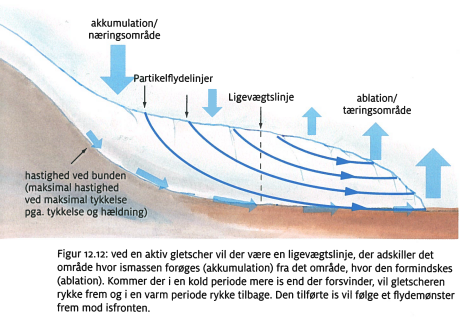 akkumulation/
næringsområde
Partikelflydelinjer
Ligevægtslinje
ablation/
tæringsområde
hastighed ved bunden
(maksimal hastighed
ved maksimal tykkelse
pga. tykkelse og hældning)
Figur 12.12: ved en aktiv gletscher vil der være en ligevægtslinje, der adskiller det
område hvor ismassen forøges (akkumulation) fra det område, hvor den formindskes
(ablation). Kommer der i en kold periode mere is end der forsvinder, vil gletscheren
rykke frem og i en varm periode rykke tilbage. Den tilførte is vil følge et flydemønster
frem mod isfronten.